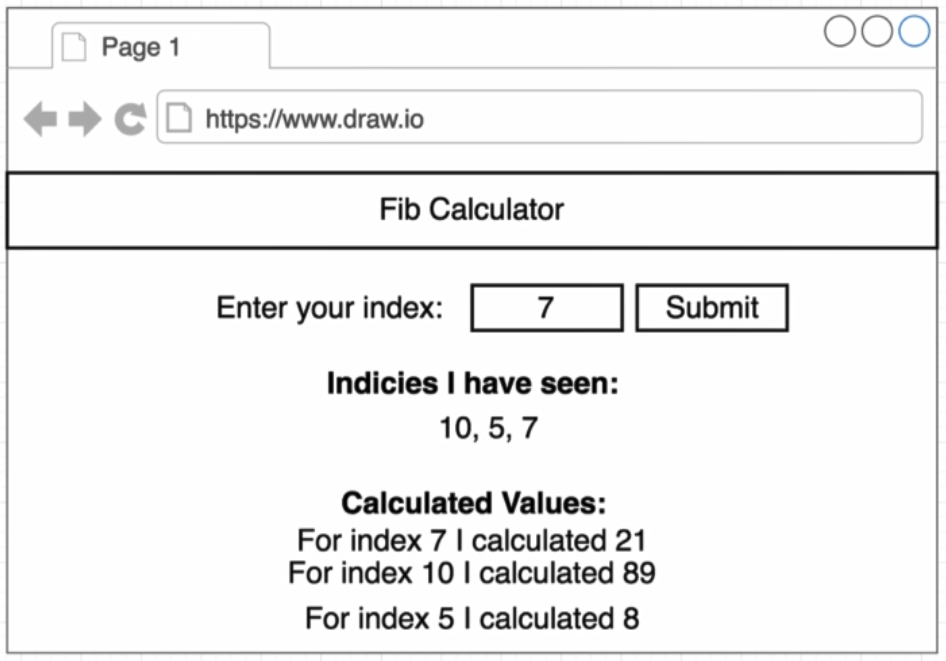 Page 1
https://www.draw.io
Fib Calculator
Enter your index: 7 Submit
Indicies I have seen:
10, 5, 7
Calculated Values:
For index 7 I calculated 21
For index 10 I calculated 89
For index 5 I calculated 8